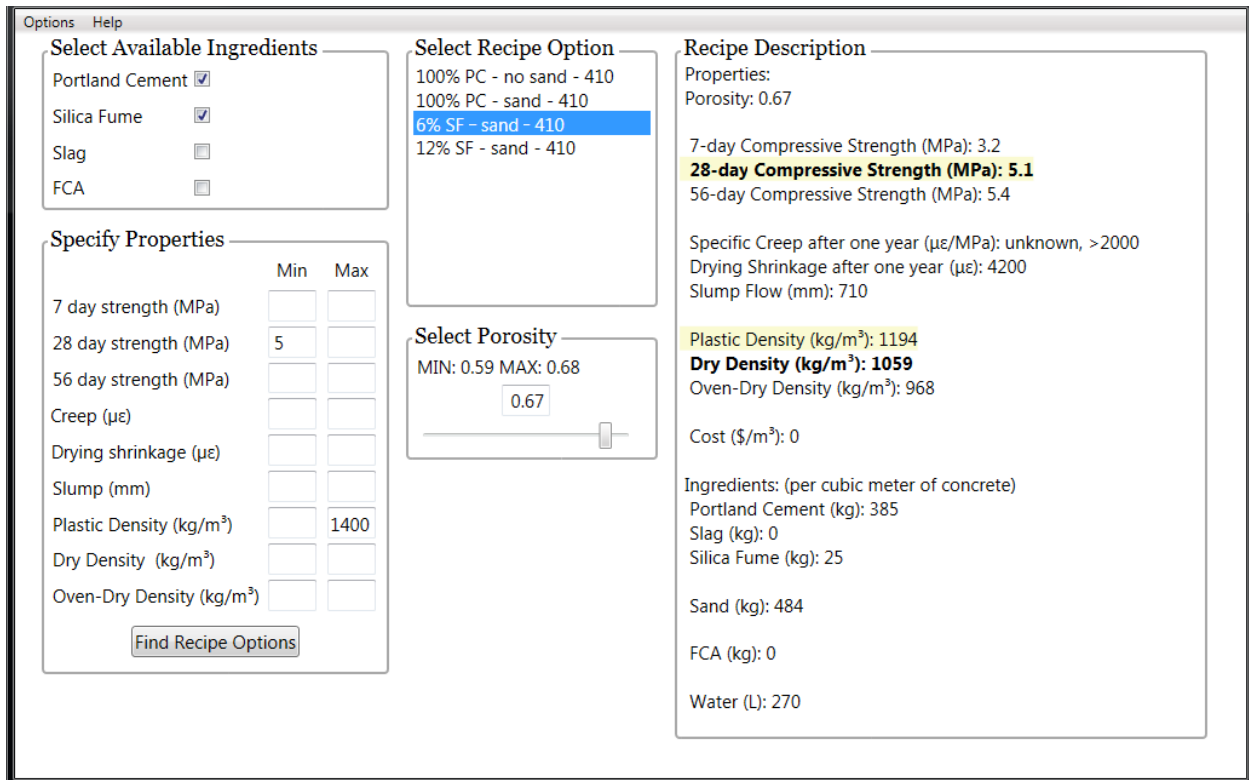 Options Help
Select Available Ingredients
Portland Cement
Silica Fume
Slag
FCA
Specify Properties
Min Max
7 day strength (MPa)
28 day strength (MPa) 5
56 day strength (MPa)
Creep (µε)
Drying shrinkage (µε)
Slump (mm)
Plastic Density (kg/m³) 1400
Dry Density (kg/m³)
Oven-Dry Density (kg/m³)
Find Recipe Options
Select Recipe Option
100% PC - no sand - 410
100% PC - sand - 410
6% SF - sand - 410
12% SF - sand - 410
Select Porosity
MIN: 0.59 MAX: 0.68
0.67
Recipe Description
Properties:
Porosity: 0.67
7-day Compressive Strength (MPa): 3.2
28-day Compressive Strength (MPa): 5.1
56-day Compressive Strength (MPa): 5.4
Specific Creep after one year (µε/MPa): unknown, >2000
Drying Shrinkage after one year (µε): 4200
Slump Flow (mm): 710
Plastic Density (kg/m³): 1194
Dry Density (kg/m³): 1059
Oven-Dry Density (kg/m³): 968
Cost ($/m³): 0
Ingredients: (per cubic meter of concrete)
Portland Cement (kg): 385
Slag (kg): 0
Silica Fume (kg): 25
Sand (kg): 484
FCA (kg): 0
Water (L): 270